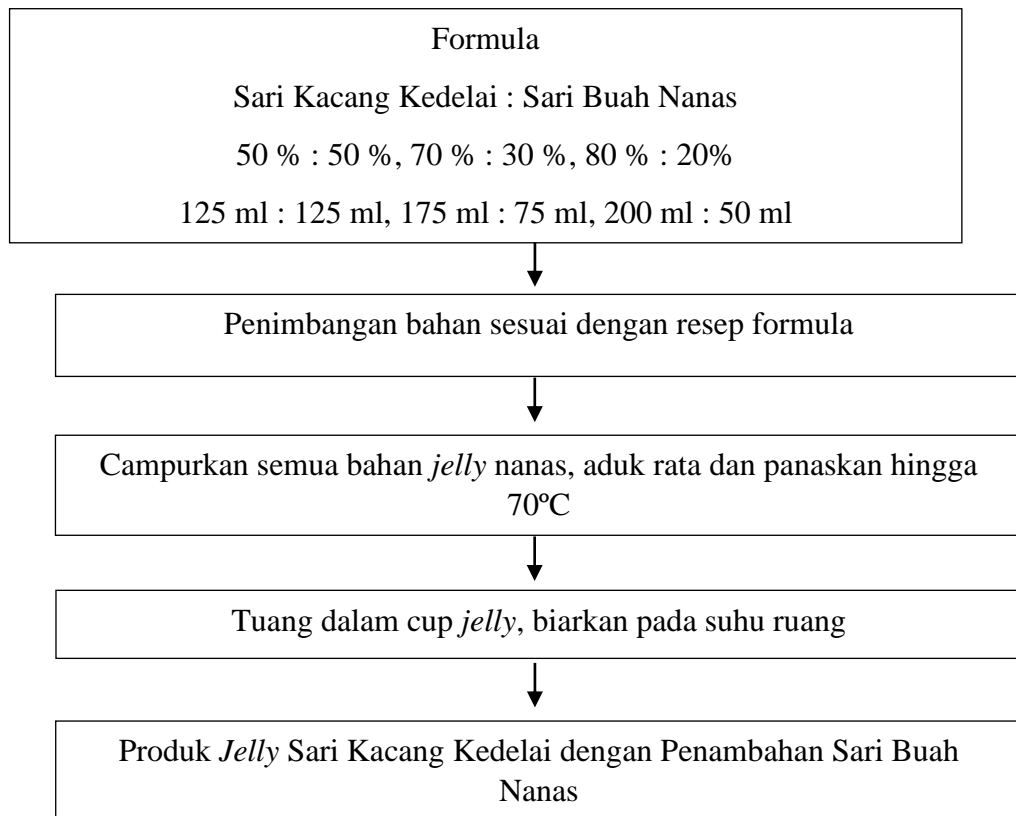 Formula
Sari Kacang Kedelai : Sari Buah Nanas
50 % : 50 %, 70 % : 30 %, 80 % : 20%
125 ml : 125 ml, 175 ml : 75 ml, 200 ml : 50 ml
Penimbangan bahan sesuai dengan resep formula
Campurkan semua bahan jelly nanas, aduk rata dan panaskan hingga
70ºC
Tuang dalam cup jelly, biarkan pada suhu ruang
Produk Jelly Sari Kacang Kedelai dengan Penambahan Sari Buah
Nanas